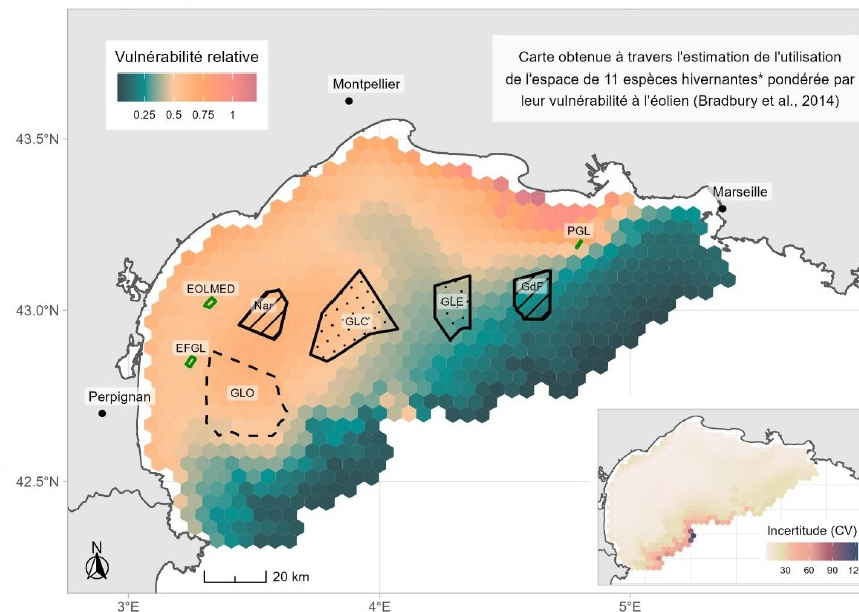 Vulnérabilité relative
0.25 0.5 0.75 1
Carte obtenue à travers l'estimation de l'utilisation
de l'espace de 11 espèces hivernantes* pondérée par
leur vulnérabilité à l'éolien (Bradbury et al., 2014)
Montpellier
43.5°N
Marseille
PGL
EOLMED
Nar
GLC
GLE
GdF
43.0°N
EFGL
GLO
Perpignan
42.5°N
Incertitude (CV)
30 60 90
N
20 km
3°E 4°E 5°E